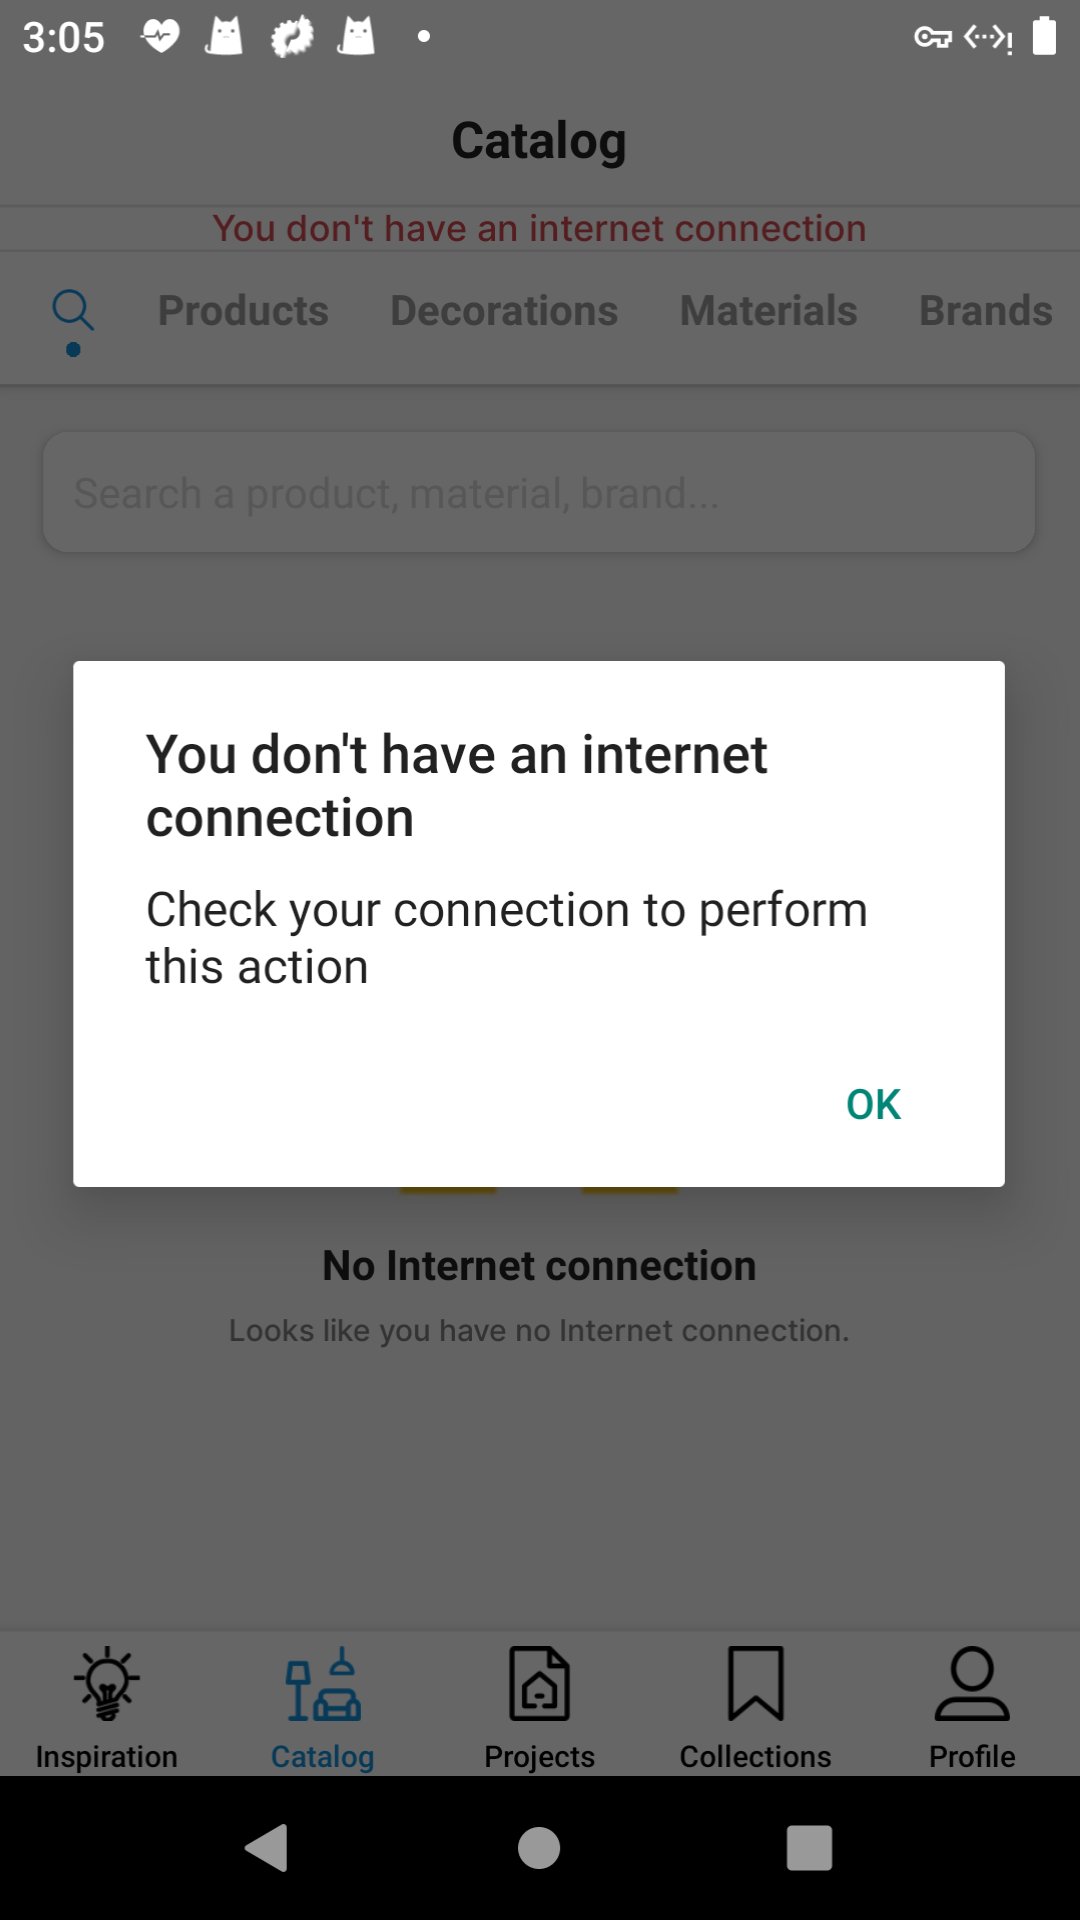 3:05
Catalog
You don't have an internet connection
Products Decorations Materials Brands
Search a product, material, brand...
You don't have an internet
connection
Check your connection to perform
this action
OK
No Internet connection
Looks like you have no Internet connection.
Inspiration Catalog Projects Collections Profile